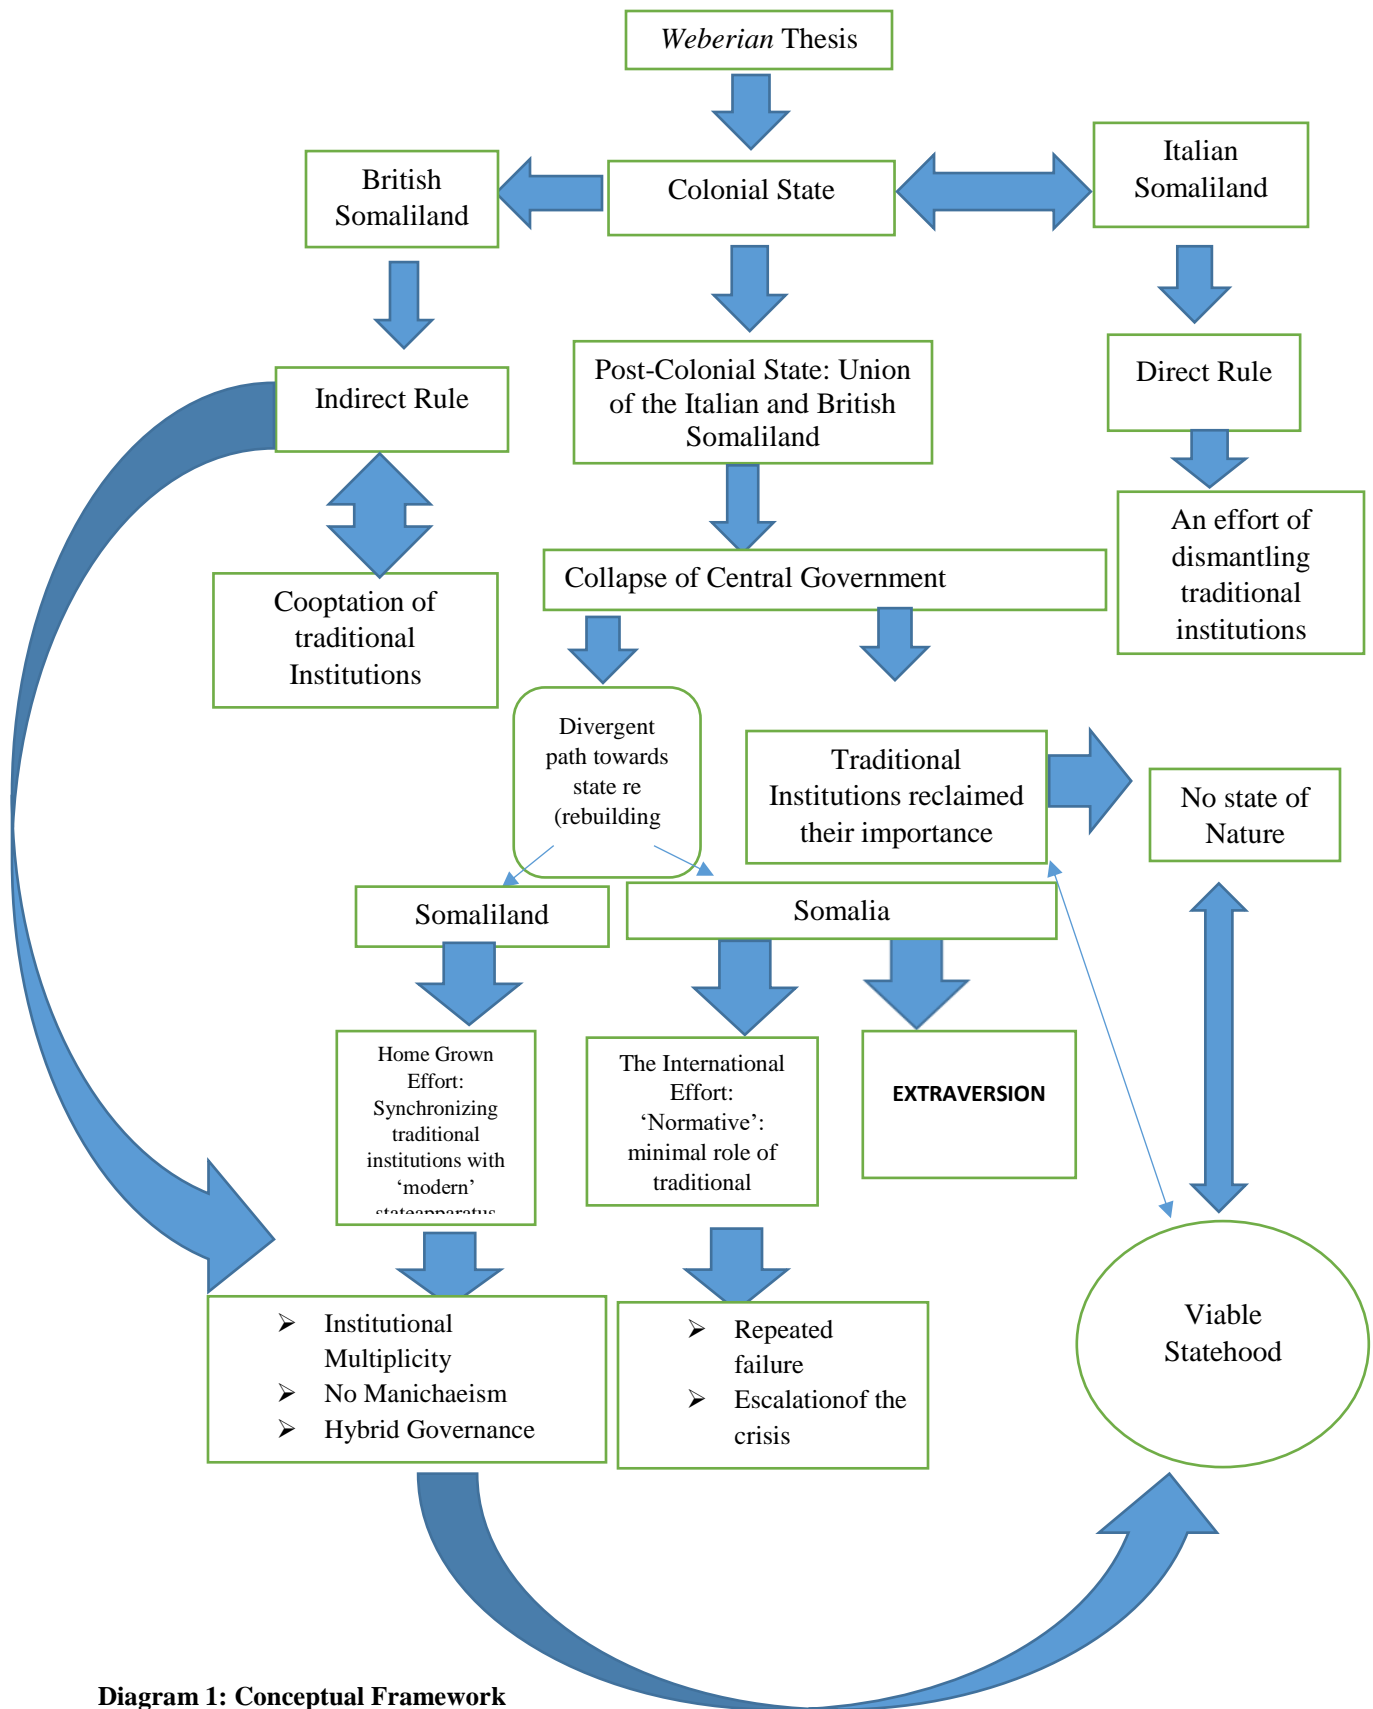 Weberian Thesis
British
Somaliland
Colonial State
Italian
Somaliland
Indirect Rule
Post-Colonial State: Union
of the Italian and British
Somaliland
Direct Rule
Cooptation of
traditional
Institutions
Collapse of Central Government
An effort of
dismantling
traditional
institutions
Divergent
path towards
state re
(rebuilding
Traditional
Institutions reclaimed
their importance
No state of
Nature
Somaliland
Somalia
Home Grown
Effort:
Synchronizing
traditional
institutions with
‘modern’
stateapparatus
The International
Effort:
‘Normative’:
minimal role of
traditional
EXTRAVERSION
➢ Institutional
Multiplicity
➢ No Manichaeism
➢ Hybrid Governance
➢ Repeated
failure
➢ Escalationof the
crisis
Viable
Statehood
Diagram 1: Conceptual Framework